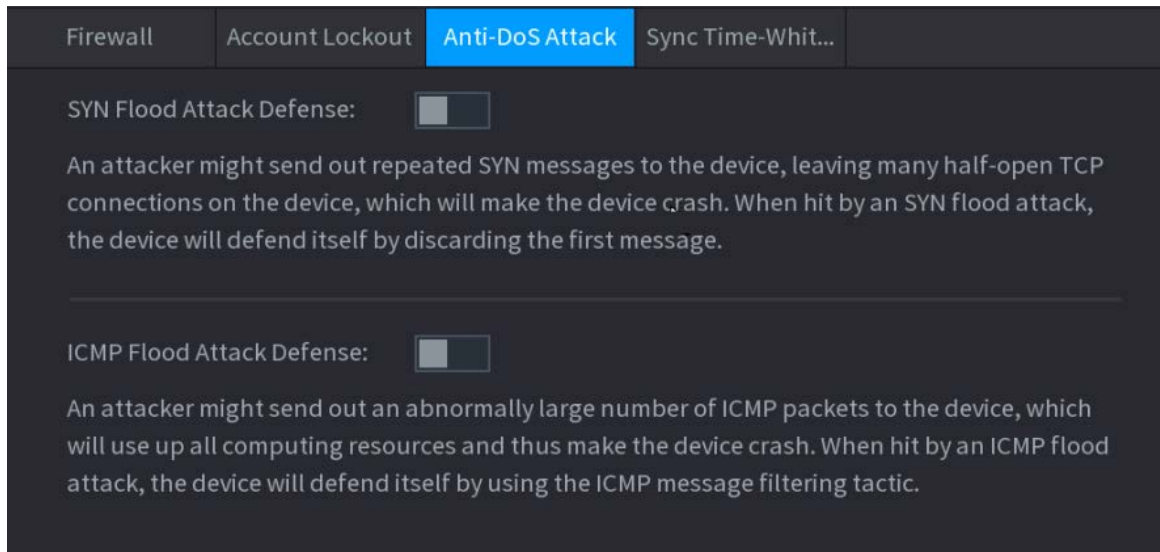 Firewall Account Lockout Anti-DoS Attack Sync Time-Whit...
SYN Flood Attack Defense:
An attacker might send out repeated SYN messages to the device, leaving many half-open TCP
connections on the device, which will make the device crash. When hit by an SYN flood attack,
the device will defend itself by discarding the first message.
ICMP Flood Attack Defense:
An attacker might send out an abnormally large number of ICMP packets to the device, which
will use up all computing resources and thus make the device crash. When hit by an ICMP flood
attack, the device will defend itself by using the ICMP message filtering tactic.